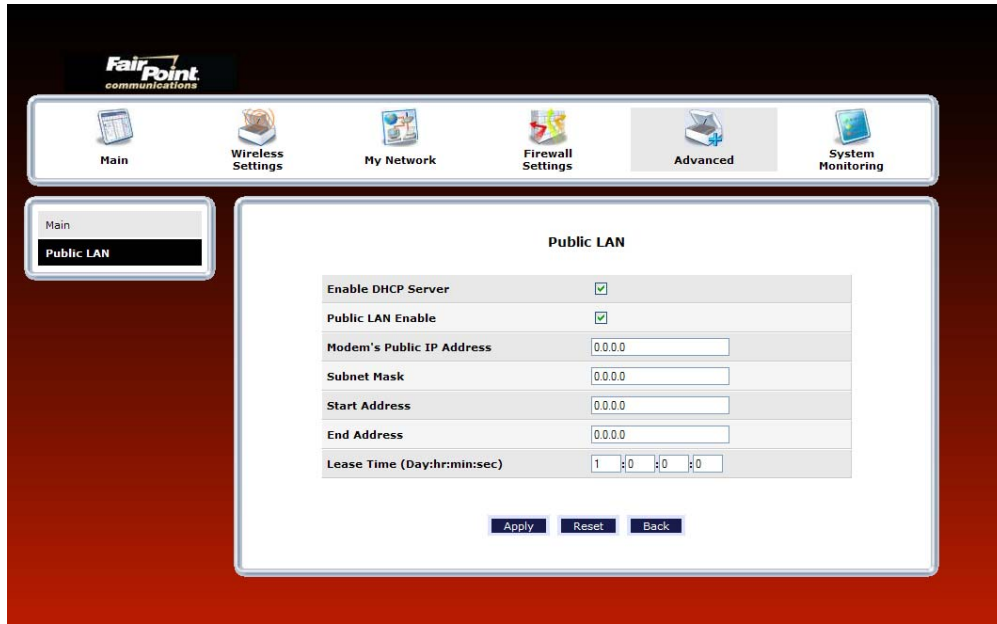 FairPoint.
communications
Main
Wireless
Settings
My Network
Firewall
Settings
Advanced
System
Monitoring
Main
Public LAN
Public LAN
Enable DHCP Server
Public LAN Enable
Modem's Public IP Address 0.0.0.0
Subnet Mask 0.0.0.0
Start Address 0.0.0.0
End Address 0.0.0.0
Lease Time (Day:hr:min:sec) 1 : 0 : 0 : 0
Apply Reset Back